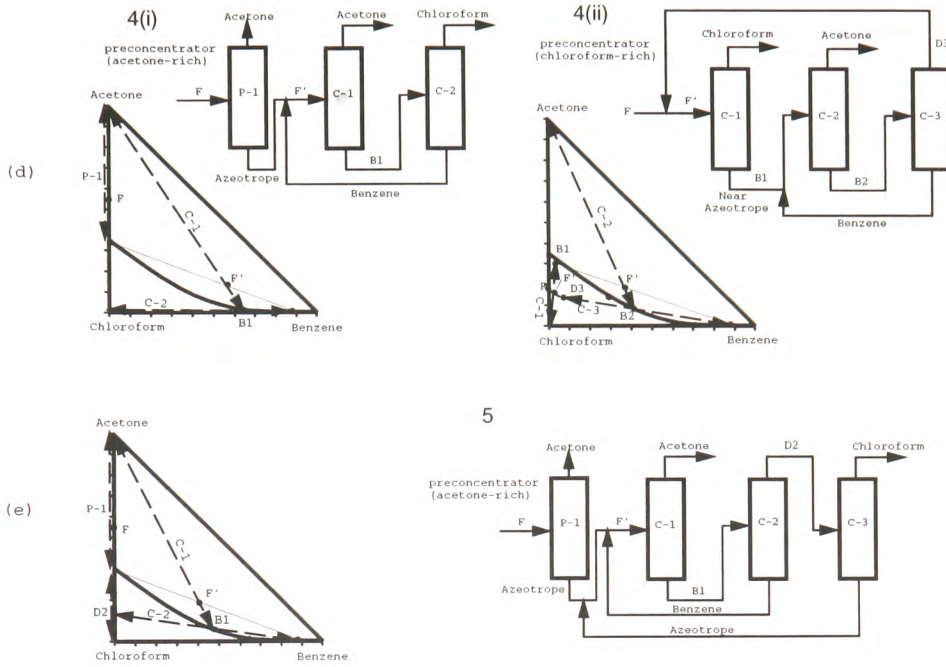 4(i)
Acetone
Acetone
Chloroform
preconcentrator
(acetone-rich)
F
P-1
F'
C-1
C-2
B1
Azeotrope
Benzene
(d)
Acetone
P-1
F
C-1
F'
C-2
B1
Chloroform
Benzene
4(ii)
preconcentrator
(chloroform-rich)
Chloroform
Acetone
F
F'
C-1
C-2
C-3
B1
B2
Near
Azeotrope
Benzene
Acetone
C-2
B1
F'
F'
D3
C-3
B2
C-1
Chloroform
Benzene
(e)
Acetone
P-1
F
C-1
F'
D2
C-2
B1
Chloroform
Benzene
5
Acetone
Acetone
D2
Chloroform
preconcentrator
(acetone-rich)
F
P-1
F'
C-1
C-2
C-3
B1
Azeotrope
Benzene
Azeotrope